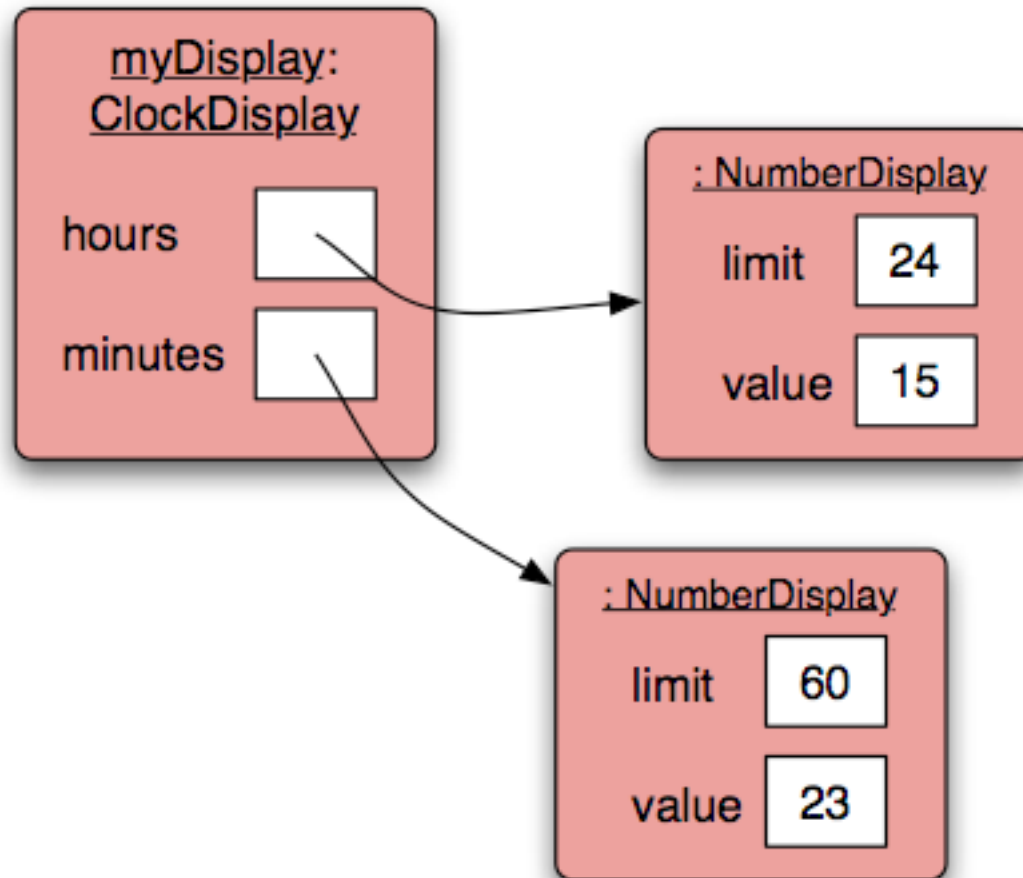 myDisplay:
ClockDisplay
hours
minutes
: NumberDisplay
limit 24
value 15
: NumberDisplay
limit 60
value 23